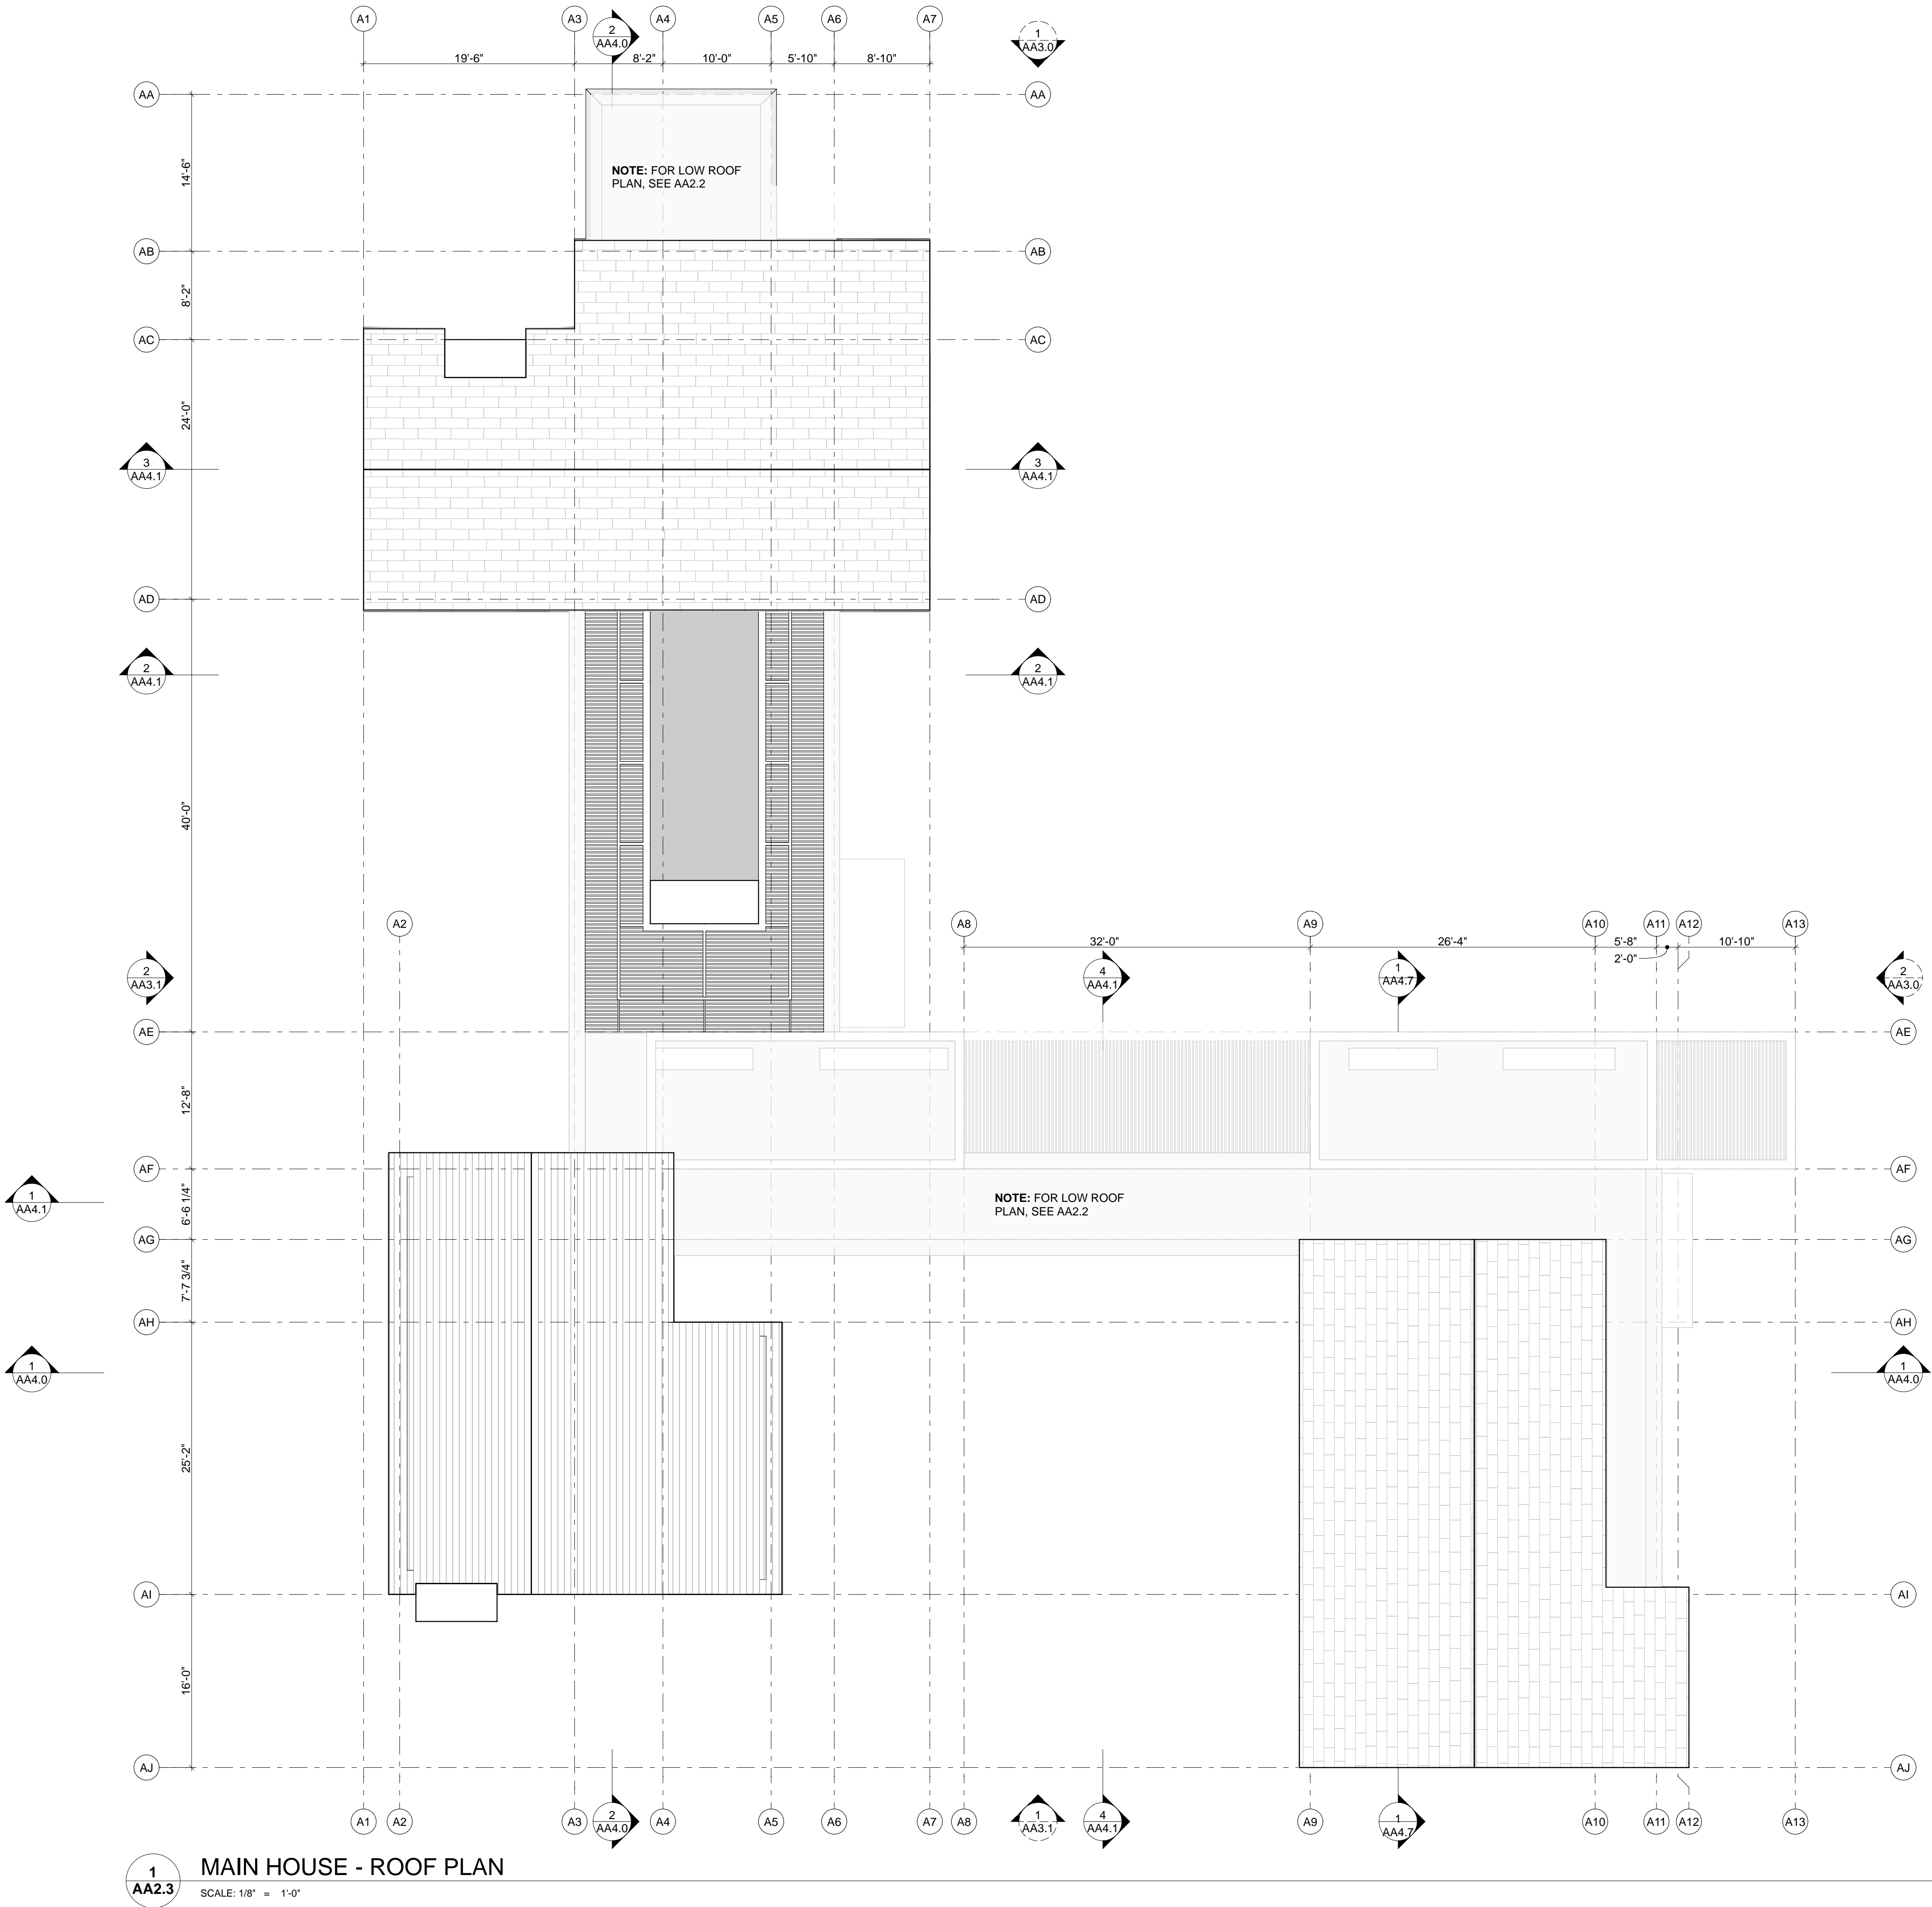 A1 A3 A4 A5 A6 A7
2
AA4.0
1
AA3.0
19'-6" 8'-2" 10'-0" 5'-10" 8'-10"
AA AA
14'-6"
NOTE: FOR LOW ROOF
PLAN, SEE AA2.2
AB AB
8'-2"
AC AC
24'-0"
3
AA4.1
3
AA4.1
AD AD
2
AA4.1
2
AA4.1
40'-0"
A2 A8 A9 A10 A11 A12 A13
32'-0" 26'-4" 5'-8" 10'-10"
2'-0"
2
AA3.1
4
AA4.1
1
AA4.7
2
AA3.0
AE AE
12'-8"
AF AF
1
AA4.1
6'-6 1/4"
NOTE: FOR LOW ROOF
PLAN, SEE AA2.2
AG AG
7'-7 3/4"
AH AH
1
AA4.0
1
AA4.0
25'-2"
AI AI
16'-0"
AJ AJ
A1 A2 A3
2
AA4.0
A4 A5 A6 A7 A8
1
AA3.1
4
AA4.1
A9
1
AA4.7
A10 A11 A12 A13
1
AA2.3
MAIN HOUSE - ROOF PLAN
SCALE: 1/8" = 1'-0"